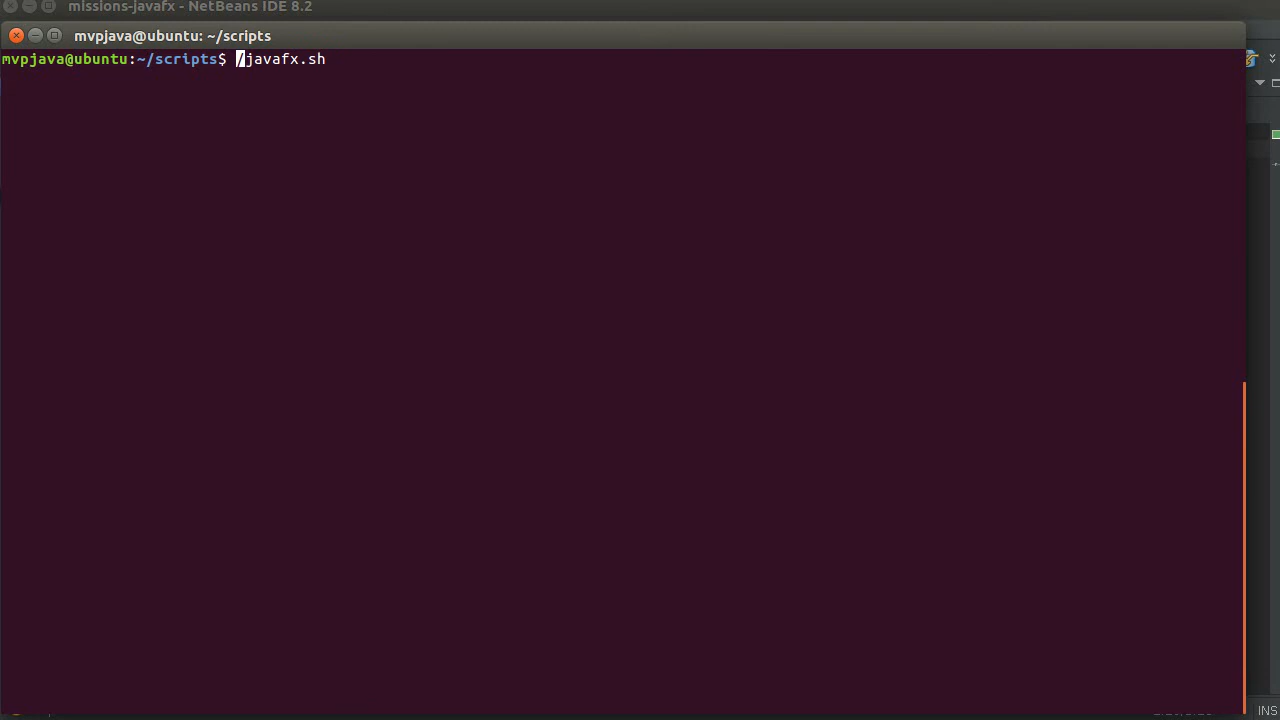 missions-javafx - NetBeans IDE 8.2
mvpjava@ubuntu: ~/scripts
mvpjava@ubuntu:~/scripts$ /javafx.sh
INS